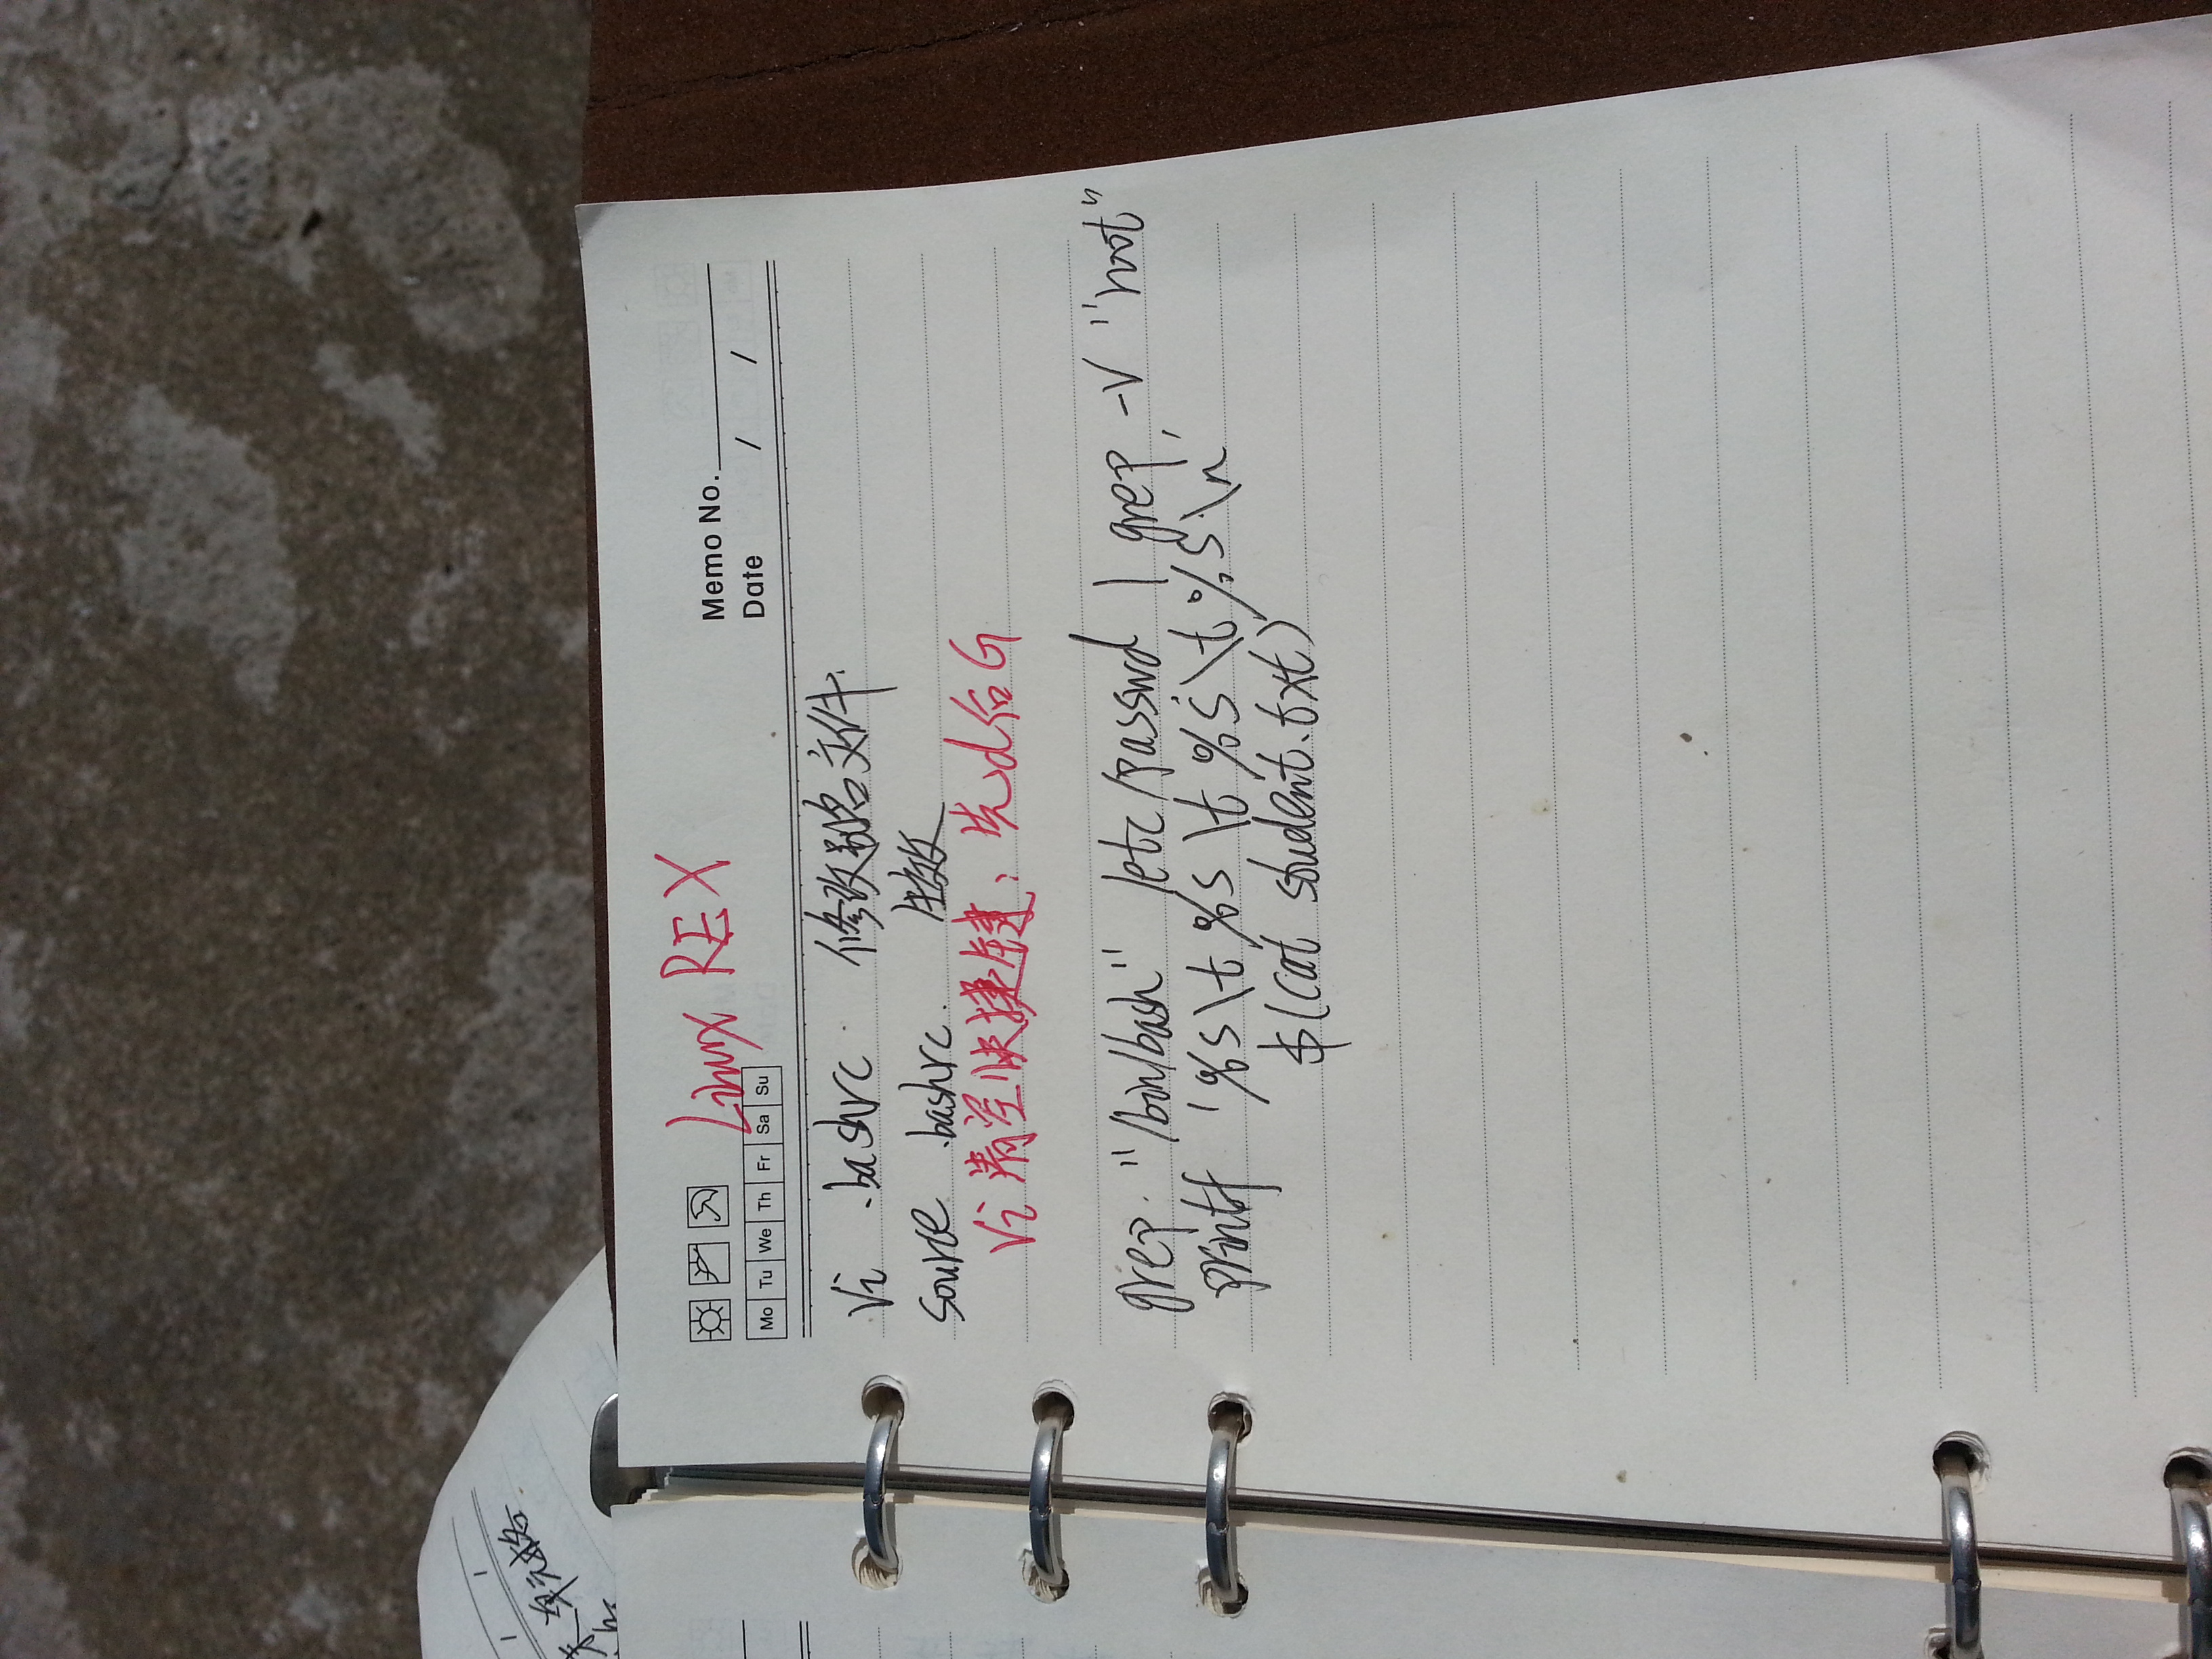 末单元格
Linux REX
Memo No.
Mo Tu We Th Fr Sa Su
Date / /
vi .bashrc 修改别名文件.
source .bashrc. 生效
vi 清空快捷键: 先d后G
grep "/bin/bash" /etc/passwd | grep -v "root"
printf '%s\t %s \t %s\t %s\n'
$(cat student.txt)